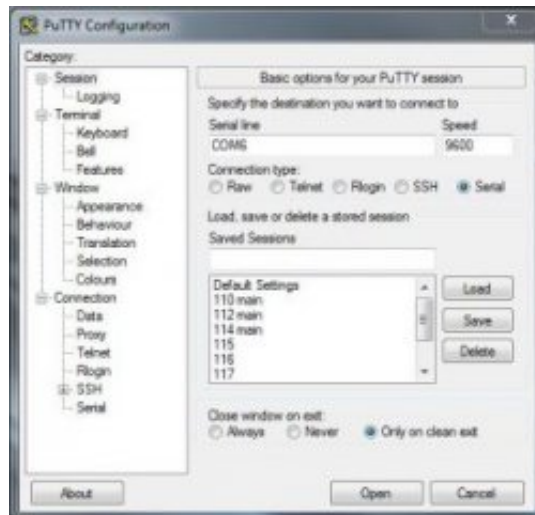 PuTTY Configuration
Category:
Session
Logging
Terminal
Keyboard
Bell
Features
Window
Appearance
Behaviour
Translation
Selection
Colours
Connection
Data
Proxy
Telnet
Rlogin
SSH
Serial
About
Basic options for your PuTTY session
Specify the destination you want to connect to
Serial line Speed
COM6 9600
Connection type:
Raw Telnet Rlogin SSH Serial
Load, save or delete a stored session
Saved Sessions
Default Settings
110 main
112 main
114 main
115
116
117
Load
Save
Delete
Close window on exit:
Always Never Only on clean exit
Open Cancel